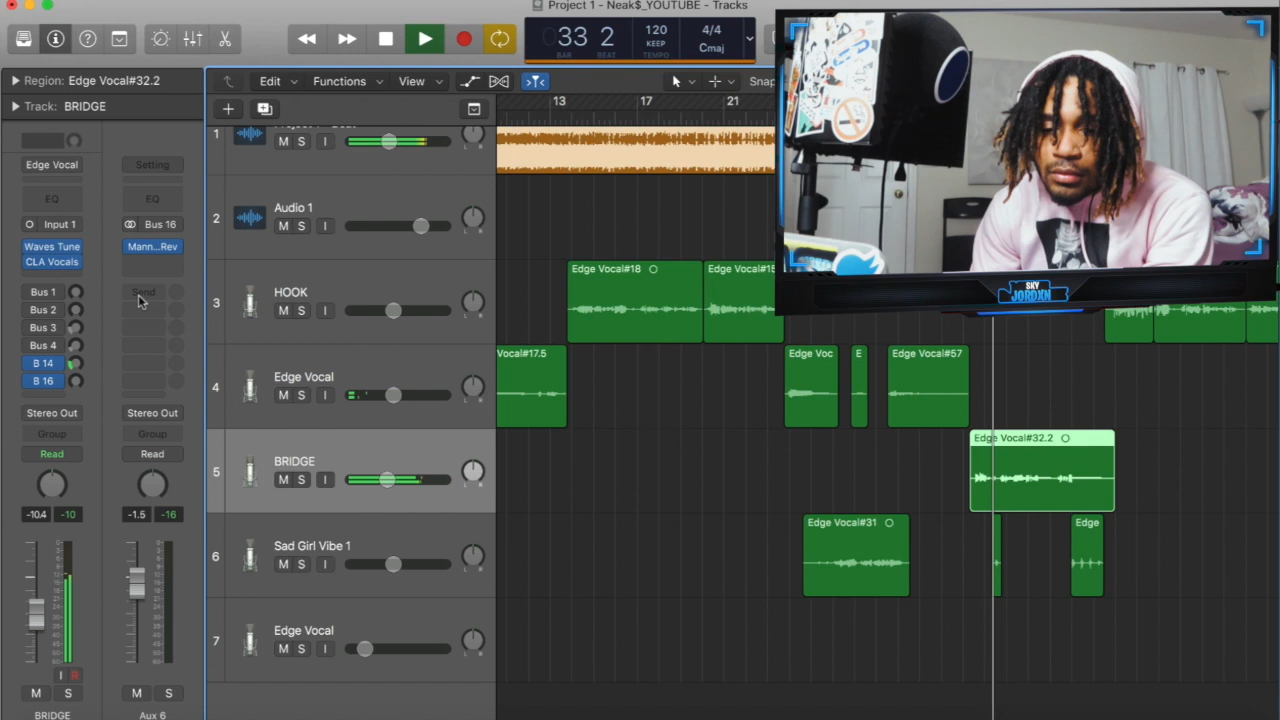 Project 1 - Neak$_YOUTUBE - Tracks
33 2
BAR BEAT
120
KEEP
TEMPO
4/4
Cmaj
Region: Edge Vocal#32.2
Track: BRIDGE
Edit
Functions
View
Snap
13
17
21
Edge Vocal
Setting
EQ
EQ
Input 1
Bus 16
Waves Tune
CLA Vocals
Mann...Rev
Bus 1
Bus 2
Bus 3
Bus 4
B 14
B 16
Send
Stereo Out
Stereo Out
Group
Group
Read
Read
-10.4
-10
-1.5
-16
I R
M S
M S
BRIDGE
Aux 6
1
M S I
2
Audio 1
M S I
3
HOOK
M S I
4
Edge Vocal
M S I
5
BRIDGE
M S I
6
Sad Girl Vibe 1
M S I
7
Edge Vocal
M S I
Edge Vocal#18
Edge Vocal#15
Vocal#17.5
Edge Voc
E
Edge Vocal#57
Edge Vocal#32.2
Edge Vocal#31
Edge
SKY
JORDXN